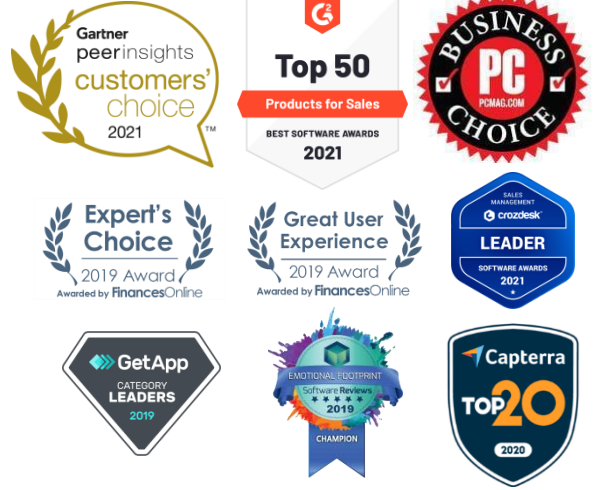 Gartner
peerinsights
customers'
choice
2021
TM
G2
Top 50
Products for Sales
BEST SOFTWARE AWARDS
2021
BUSINESS
PC
PCMAG.COM
CHOICE
Expert's
Choice
2019 Award
Awarded by FinancesOnline
Great User
Experience
2019 Award
Awarded by FinancesOnline
SALES
MANAGEMENT
crozdesk
LEADER
SOFTWARE AWARDS
2021
GetApp
CATEGORY
LEADERS
2019
EMOTIONAL FOOTPRINT
Software Reviews
2019
CHAMPION
Capterra
TOP 20
2020